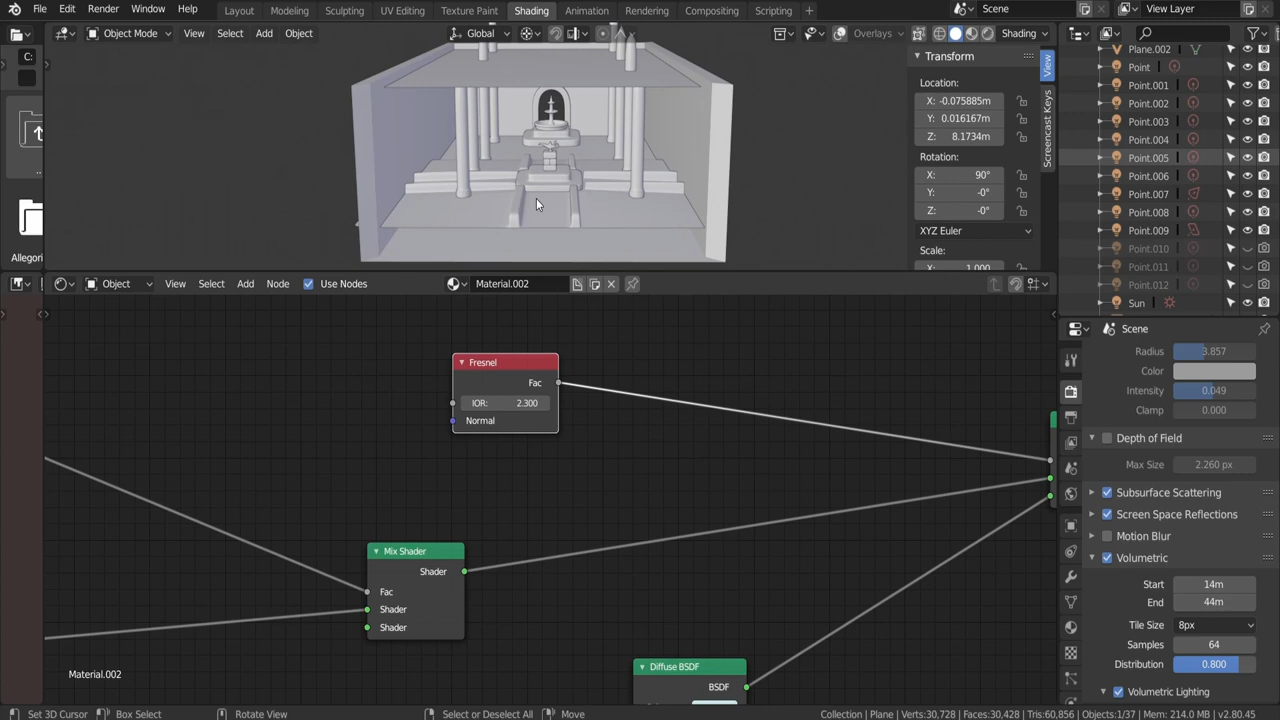 File Edit Render Window Help Layout Modeling Sculpting UV Editing Texture Paint Shading Animation Rendering Compositing Scripting + Scene View Layer
Object Mode View Select Add Object Global Overlays Shading
Transform
Location:
X: -0.075885m
Y: 0.016167m
Z: 8.1734m
Rotation:
X: 90°
Y: -0°
Z: -0°
XYZ Euler
Scale:
X: 1.000
View
Screencast Keys
C:
..
Allegori
Plane.002
Point
Point.001
Point.002
Point.003
Point.004
Point.005
Point.006
Point.007
Point.008
Point.009
Point.010
Point.011
Point.012
Sun
Object View Select Add Node Use Nodes Material.002
Fresnel
Fac
IOR: 2.300
Normal
Mix Shader
Shader
Fac
Shader
Shader
Diffuse BSDF
BSDF
Material.002
Scene
Radius 3.857
Color
Intensity 0.049
Clamp 0.000
Depth of Field
Max Size 2.260 px
Subsurface Scattering
Screen Space Reflections
Motion Blur
Volumetric
Start 14m
End 44m
Tile Size 8px
Samples 64
Distribution 0.800
Volumetric Lighting
Set 3D Cursor Box Select Rotate View Select or Deselect All Move Collection | Plane | Verts:30,728 | Faces:30,428 | Tris:60,856 | Objects:1/37 | Mem: 214.0 MB | v2.80.45